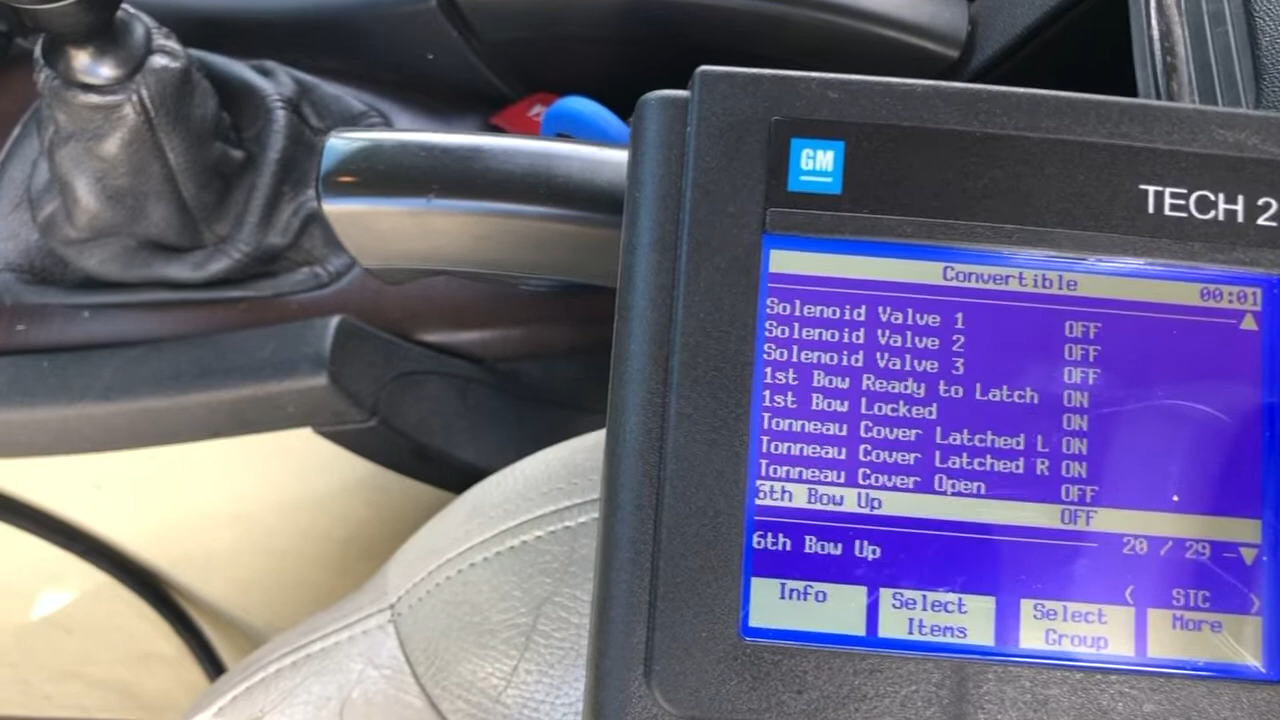 GM
TECH 2
Convertible 00:01
Solenoid Valve 1 OFF
Solenoid Valve 2 OFF
Solenoid Valve 3 OFF
1st Bow Ready to Latch ON
1st Bow Locked ON
Tonneau Cover Latched L ON
Tonneau Cover Latched R ON
Tonneau Cover Open OFF
6th Bow Up OFF
6th Bow Up 20 / 29
( STC )
Info
Select Items
Select Group
More